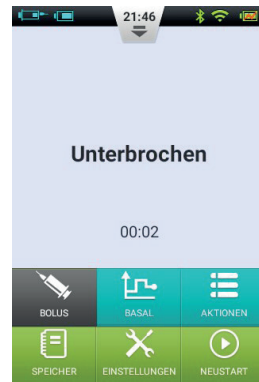 21:46
Unterbrochen
00:02
BOLUS BASAL AKTIONEN
SPEICHER EINSTELLUNGEN NEUSTART